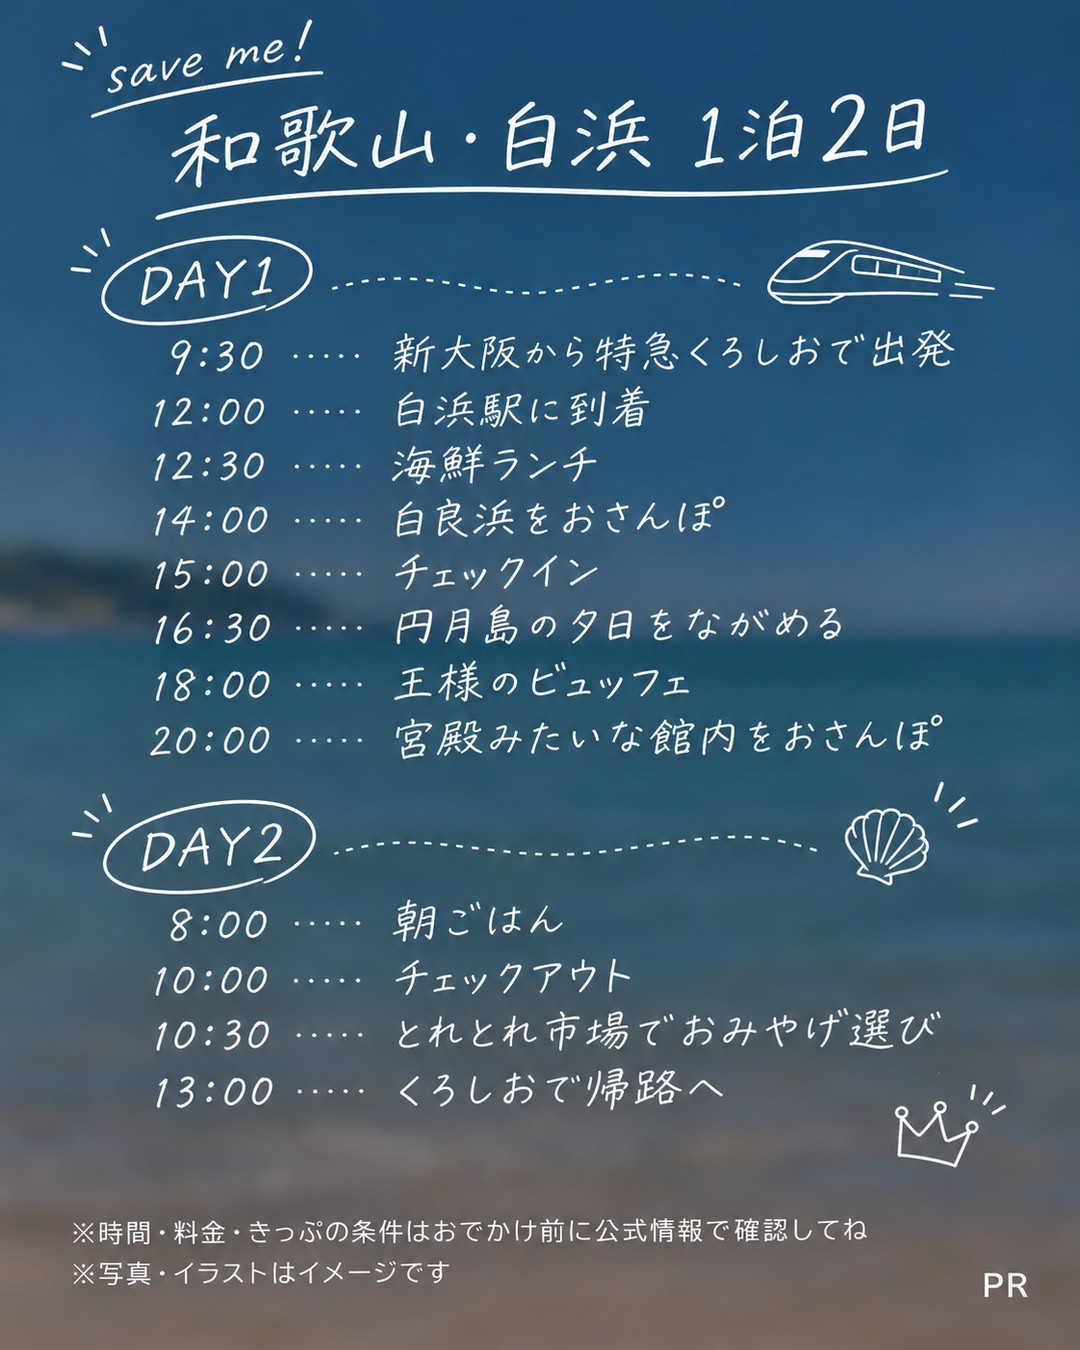 save me!
和歌山・白浜 1泊2日
DAY1
9:30 ····· 新大阪から特急くろしおで出発
12:00 ····· 白浜駅に到着
12:30 ····· 海鮮ランチ
14:00 ····· 白良浜をおさんぽ
15:00 ····· チェックイン
16:30 ····· 円月島の夕日をながめる
18:00 ····· 王様のビュッフェ
20:00 ····· 宮殿みたいな館内をおさんぽ
DAY2
8:00 ····· 朝ごはん
10:00 ····· チェックアウト
10:30 ····· とれとれ市場でおみやげ選び
13:00 ····· くろしおで帰路へ
※時間・料金・きっぷの条件はおでかけ前に公式情報で確認してね
※写真・イラストはイメージです
PR